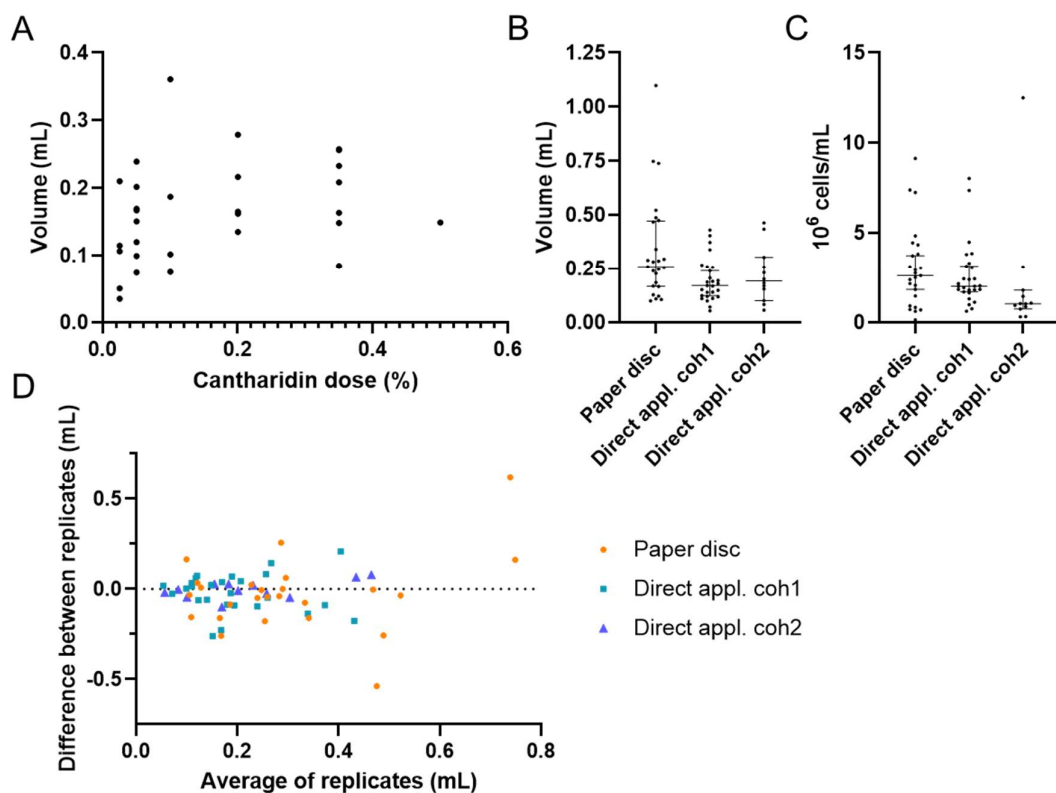 A
Volume (mL)
0.4
0.3
0.2
0.1
0.0
0.0
0.2
0.4
0.6
Cantharidin dose (%)
B
Volume (mL)
1.25
1.00
0.75
0.50
0.25
0.00
Paper disc
Direct appl. coh1
Direct appl. coh2
C
10⁶ cells/mL
15
10
5
0
Paper disc
Direct appl. coh1
Direct appl. coh2
D
Difference between replicates (mL)
0.5
0.0
-0.5
0.0
0.2
0.4
0.6
0.8
Average of replicates (mL)
Paper disc
Direct appl. coh1
Direct appl. coh2